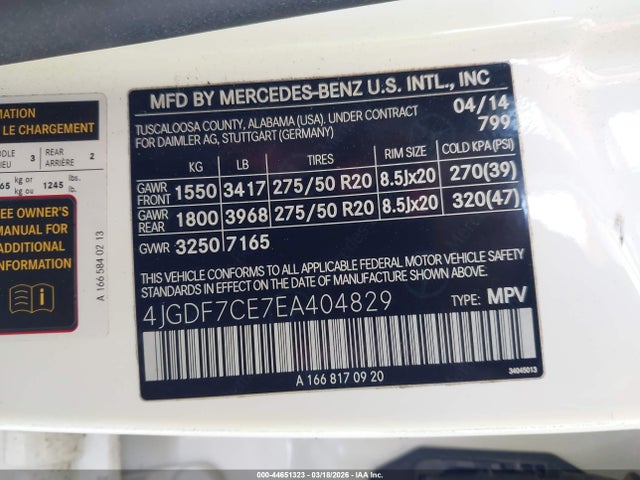 MATION
LE CHARGEMENT
DDLE 3 REAR 2
IEU ARRIÈRE
65 kg or 1245 lbs.
kg ou lb.
EE OWNER'S
MANUAL FOR
ADDITIONAL
INFORMATION
A 166 584 02 13
MFD BY MERCEDES-BENZ U.S. INTL., INC
TUSCALOOSA COUNTY, ALABAMA (USA). UNDER CONTRACT 04/14
FOR DAIMLER AG, STUTTGART (GERMANY) 799
KG LB TIRES RIM SIZE COLD KPA (PSI)
GAWR FRONT 1550 3417 275/50 R20 8.5Jx20 270(39)
GAWR REAR 1800 3968 275/50 R20 8.5Jx20 320(47)
GVWR 3250 7165
THIS VEHICLE CONFORMS TO ALL APPLICABLE FEDERAL MOTOR VEHICLE SAFETY
STANDARDS IN EFFECT ON THE DATE OF MANUFACTURE SHOWN ABOVE.
4JGDF7CE7EA404829 TYPE: MPV
A 166 817 09 20
34045013
000-44651323 | 03/18/2026 - IAA Inc.